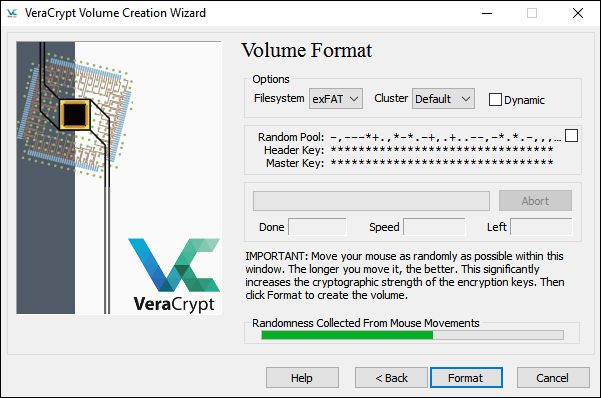 VeraCrypt Volume Creation Wizard
Volume Format
Options
Filesystem exFAT Cluster Default Dynamic
Random Pool: -,---*+.,*-*.-+,.+..--,-*.*.-,,,...
Header Key: ********************************
Master Key: ********************************
Abort
Done Speed Left
IMPORTANT: Move your mouse as randomly as possible within this
window. The longer you move it, the better. This significantly
increases the cryptographic strength of the encryption keys. Then
click Format to create the volume.
VeraCrypt
Randomness Collected From Mouse Movements
Help < Back Format Cancel